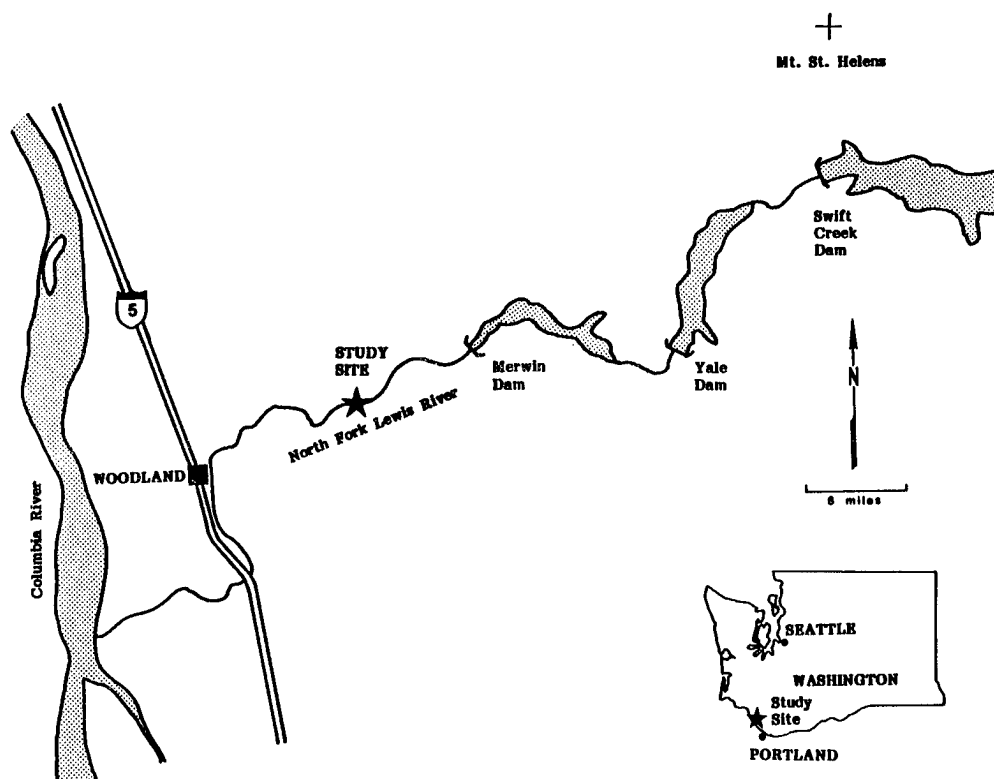 Mt. St. Helens
Swift
Creek
Dam
5
STUDY
SITE
Merwin
Dam
Yale
Dam
North Fork Lewis River
N
WOODLAND
6 miles
Columbia River
SEATTLE
WASHINGTON
Study
Site
PORTLAND